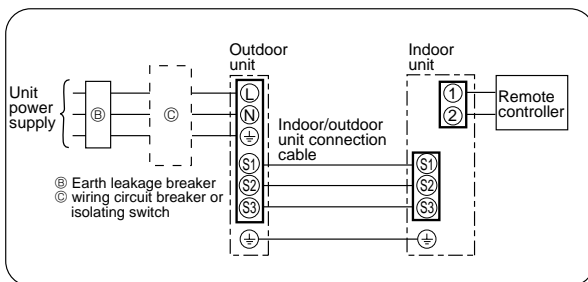 Outdoor
unit
Indoor
unit
Unit
power
supply
Ⓑ
Ⓒ
L
N
⏚
S1
S2
S3
⏚
Indoor/outdoor
unit connection
cable
1
2
Remote
controller
S1
S2
S3
⏚
Ⓑ Earth leakage breaker
Ⓒ wiring circuit breaker or
isolating switch